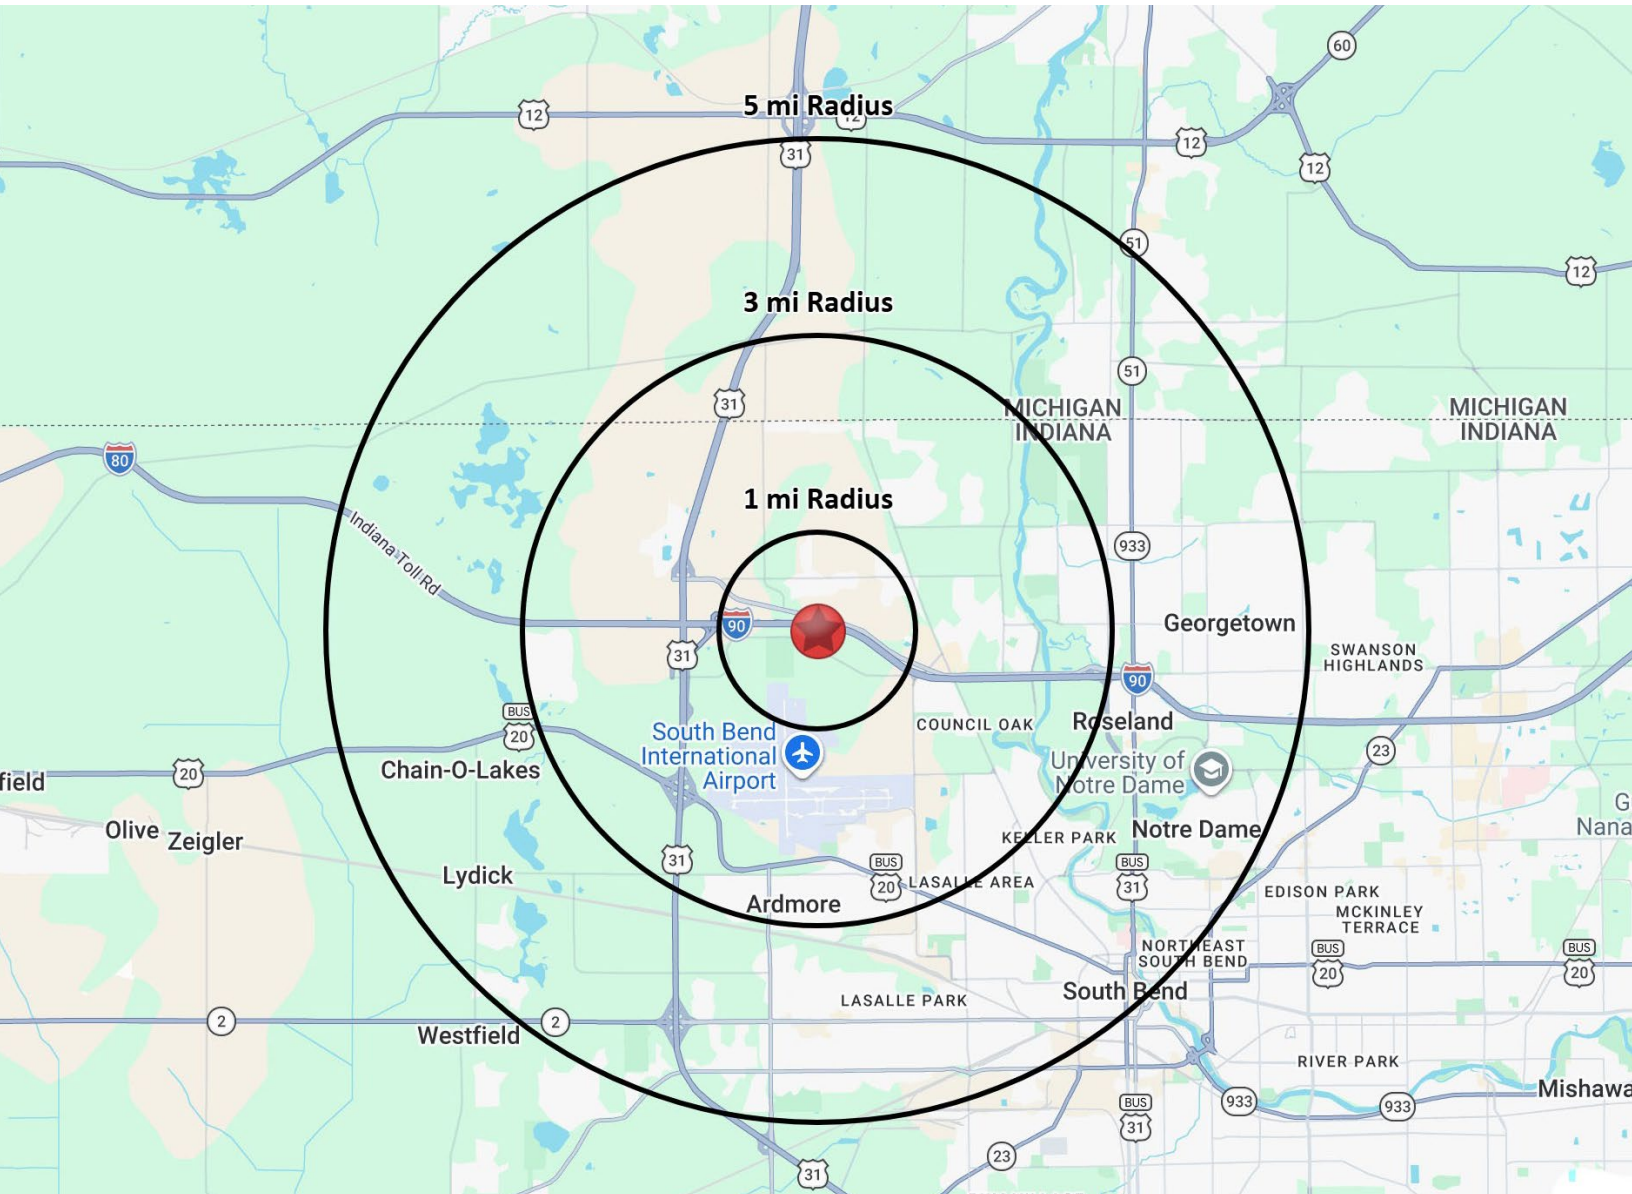 60
12
5 mi Radius
12
12
31
12
51
12
3 mi Radius
51
31
MICHIGAN
INDIANA
MICHIGAN
INDIANA
80
1 mi Radius
Indiana Toll Rd
933
90
Georgetown
31
SWANSON
HIGHLANDS
90
BUS
20
COUNCIL OAK
Roseland
South Bend
International
Airport
23
University of
Notre Dame
Chain-O-Lakes
20
field
G
Nana
Olive
Zeigler
KELLER PARK
Notre Dame
31
BUS
20
BUS
31
Lydick
LASALLE AREA
EDISON PARK
Ardmore
MCKINLEY
TERRACE
NORTHEAST
SOUTH BEND
BUS
20
BUS
20
LASALLE PARK
South Bend
2
2
Westfield
RIVER PARK
Mishawa
933
933
BUS
31
23
31